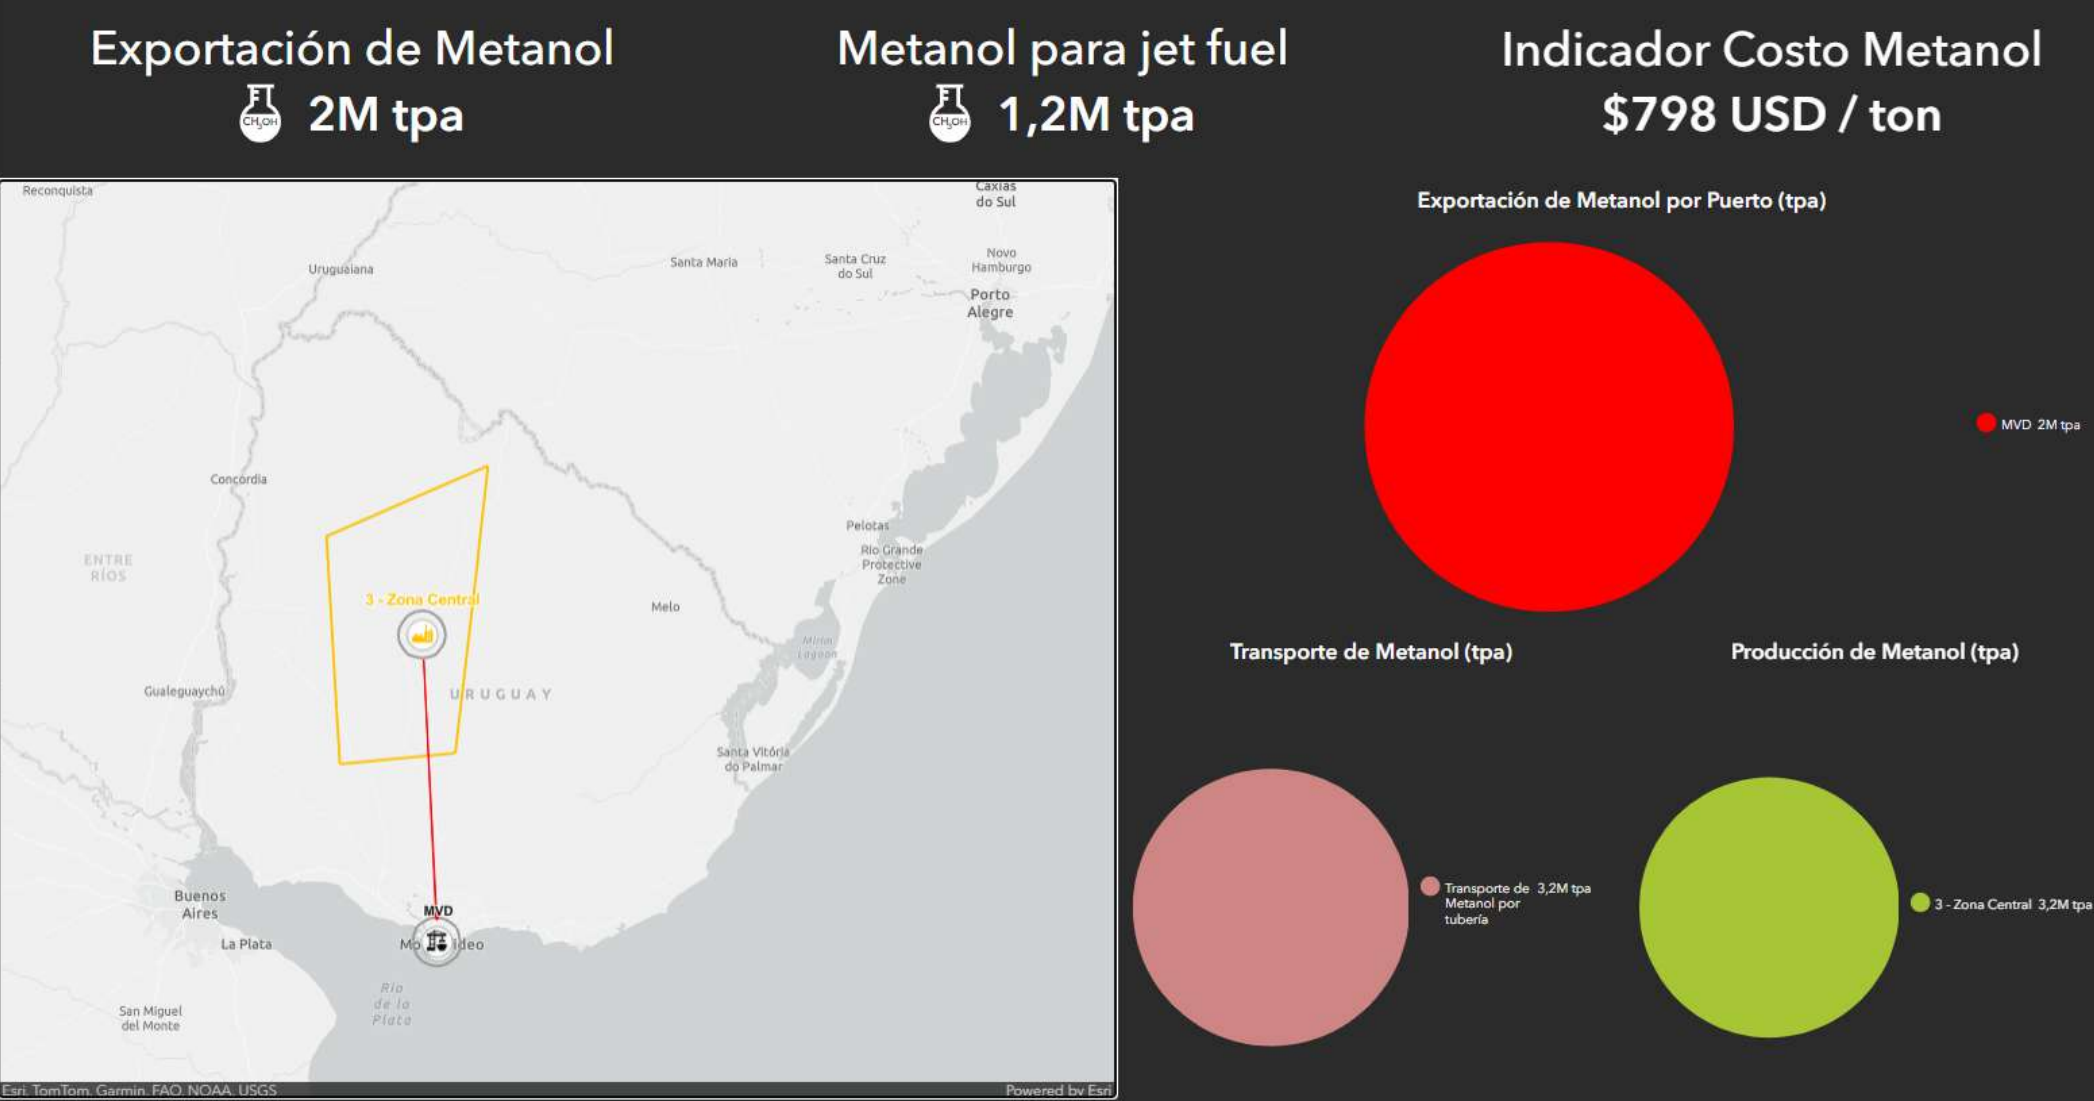 Exportación de Metanol
CH₃OH 2M tpa
Metanol para jet fuel
CH₃OH 1,2M tpa
Indicador Costo Metanol
$798 USD / ton
Reconquista
Caxias
do Sul
Uruguaiana
Santa Maria
Santa Cruz
do Sul
Novo
Hamburgo
Porto
Alegre
Concordia
Pelotas
Rio Grande
Protective
Zone
ENTRE
RÍOS
3 - Zona Central
Melo
Mirim
Lagoon
Gualeguaychú
URUGUAY
Santa Vitória
do Palmar
Buenos
Aires
MVD
La Plata
Río
de la
Plata
San Miguel
del Monte
Esri, TomTom, Garmin, FAO, NOAA, USGS
Powered by Esri
Exportación de Metanol por Puerto (tpa)
MVD 2M tpa
Transporte de Metanol (tpa)
Transporte de 3,2M tpa
Metanol por
tubería
Producción de Metanol (tpa)
3 - Zona Central 3,2M tpa